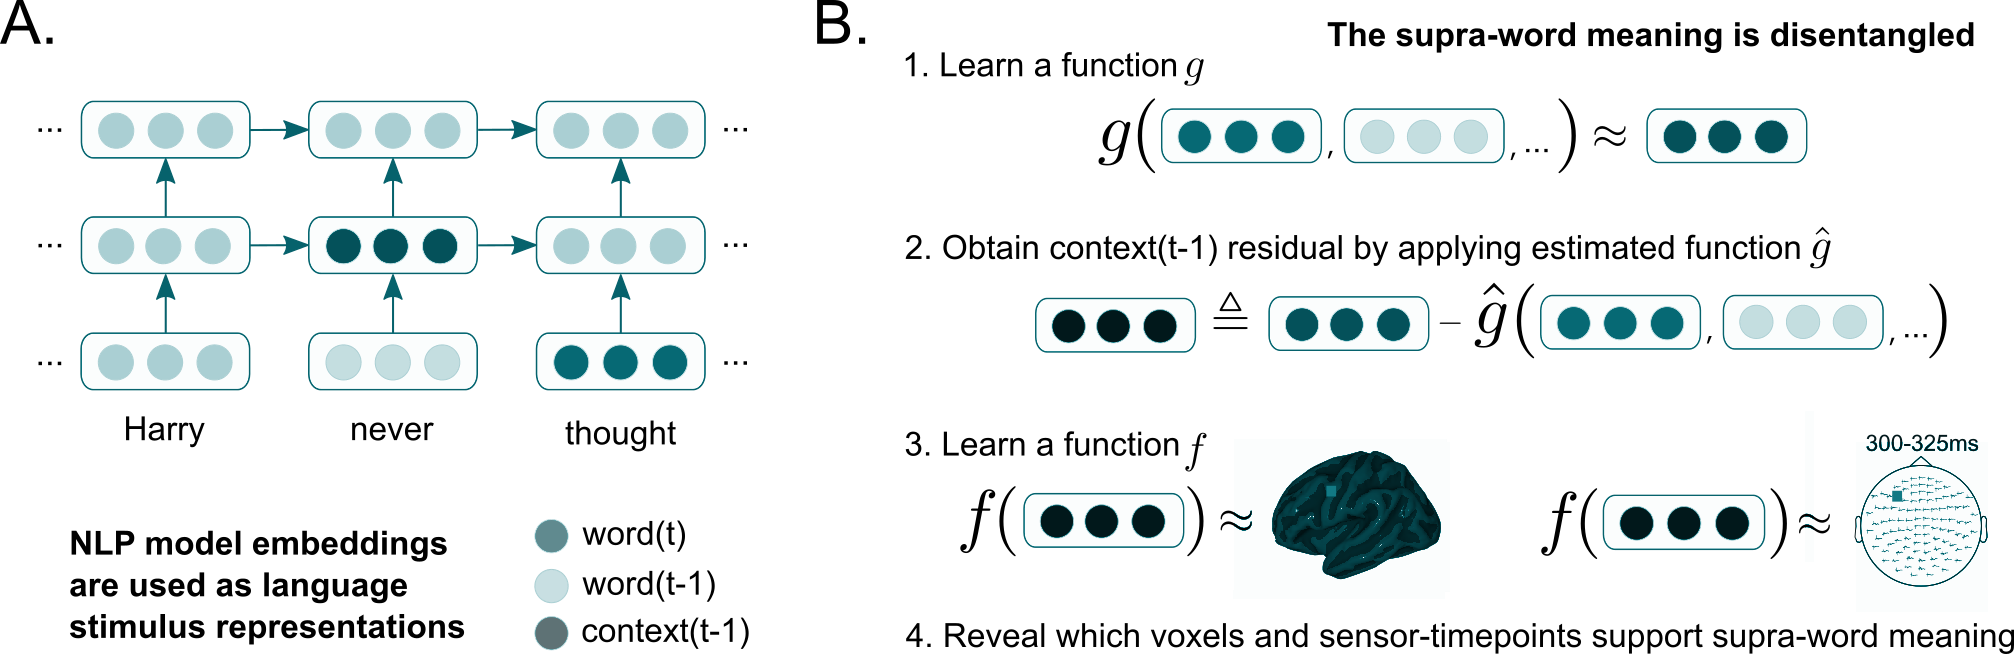 A.
... ...
... ...
... ...
Harry never thought
NLP model embeddings
are used as language
stimulus representations
word(t)
word(t-1)
context(t-1)
B.
The supra-word meaning is disentangled
1. Learn a function g
g( , , ... ) ≈
2. Obtain context(t-1) residual by applying estimated function ĝ
≜ − ĝ( , , ... )
3. Learn a function f
f( ) ≈
300-325ms
f( ) ≈
4. Reveal which voxels and sensor-timepoints support supra-word meaning